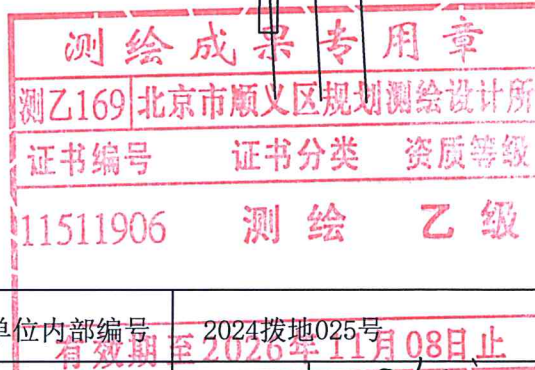 测绘成果专用章
测乙169 北京市顺义区规划测绘设计所
证书编号 证书分类 资质等级
11511906 测绘 乙级
单位内部编号 2024拨地025号
有效期至2026年11月08日止